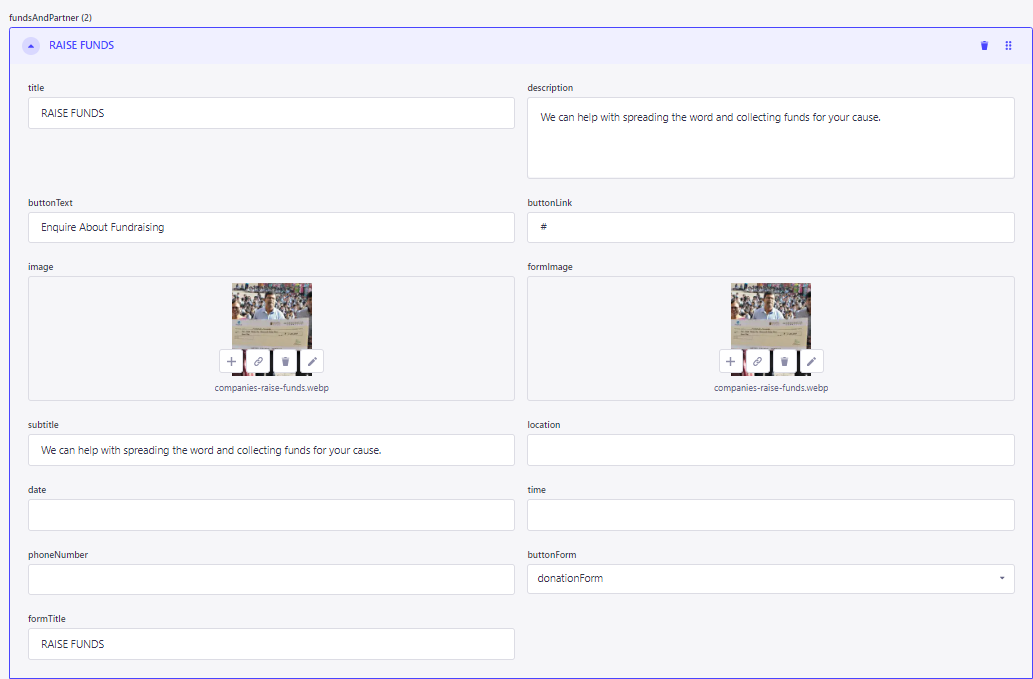 fundsAndPartner (2)
RAISE FUNDS
title
description
RAISE FUNDS
We can help with spreading the word and collecting funds for your cause.
buttonText
buttonLink
Enquire About Fundraising
#
image
formImage
companies-raise-funds.webp
companies-raise-funds.webp
subtitle
location
We can help with spreading the word and collecting funds for your cause.
date
time
phoneNumber
buttonForm
donationForm
formTitle
RAISE FUNDS